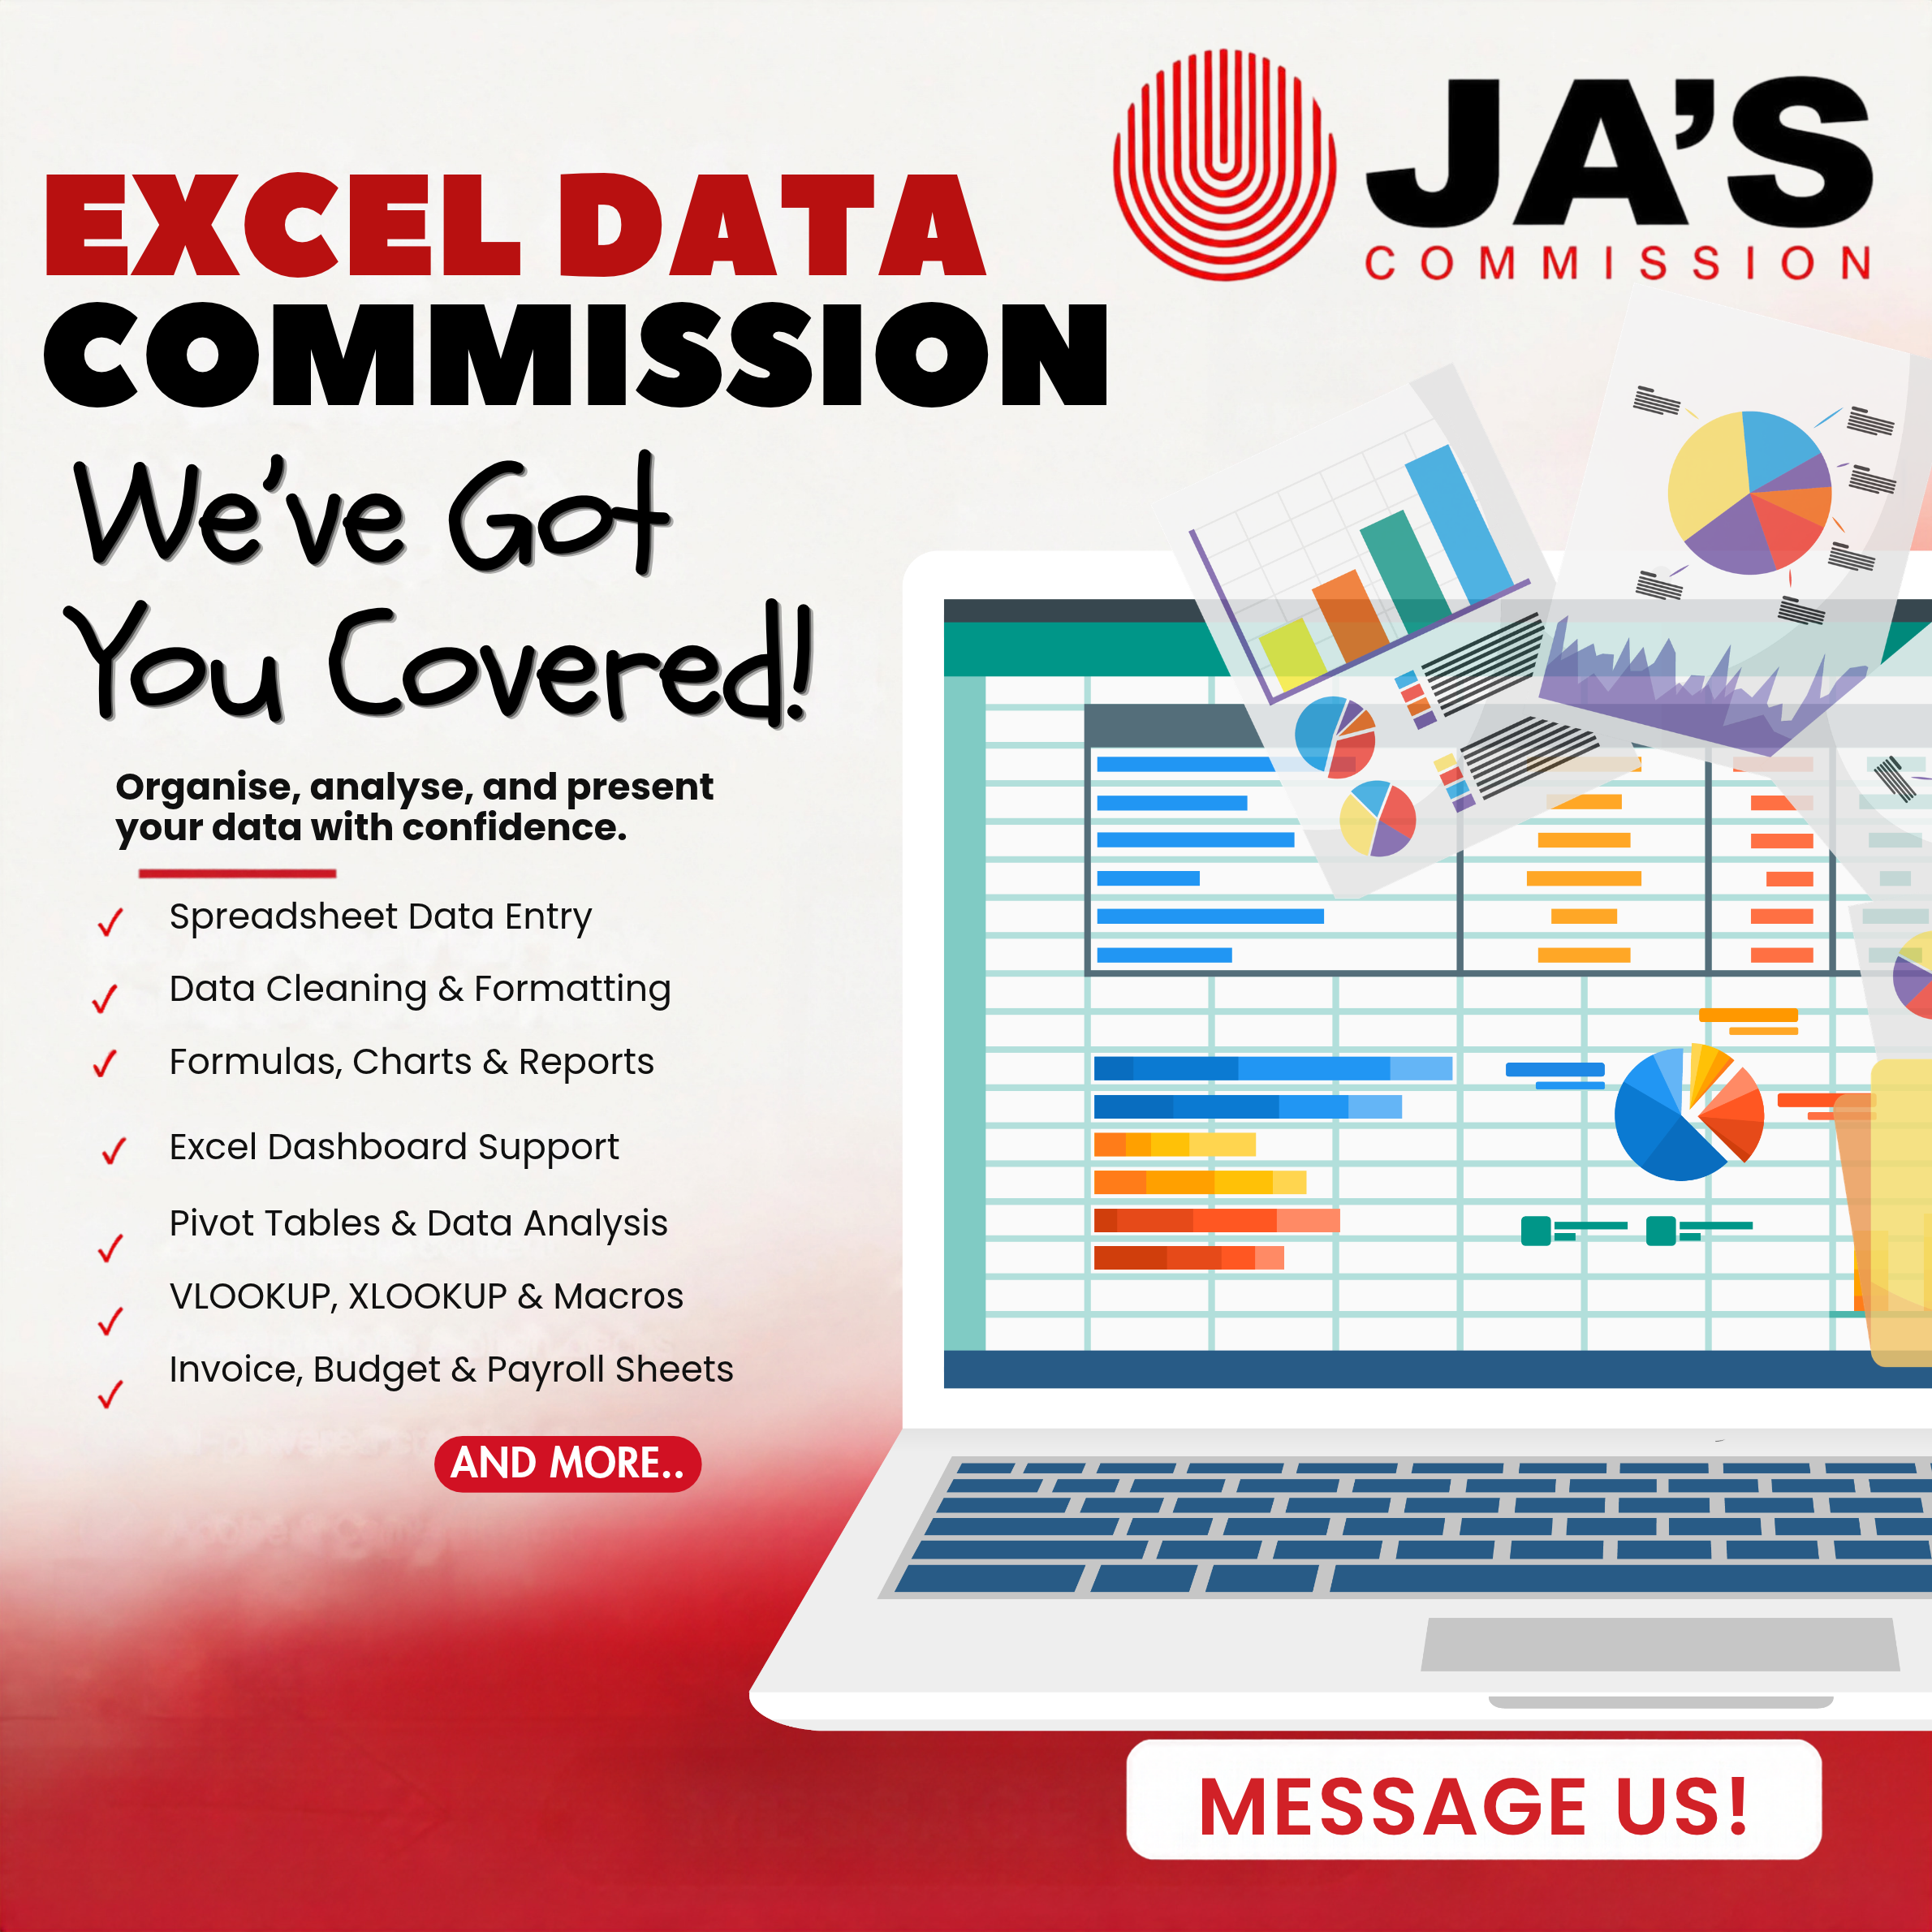 JA'S
COMMISSION
EXCEL DATA
COMMISSION
We've Got
You Covered!
Organise, analyse, and present
your data with confidence.
Spreadsheet Data Entry
Data Cleaning & Formatting
Formulas, Charts & Reports
Excel Dashboard Support
Pivot Tables & Data Analysis
VLOOKUP, XLOOKUP & Macros
Invoice, Budget & Payroll Sheets
AND MORE..
MESSAGE US!